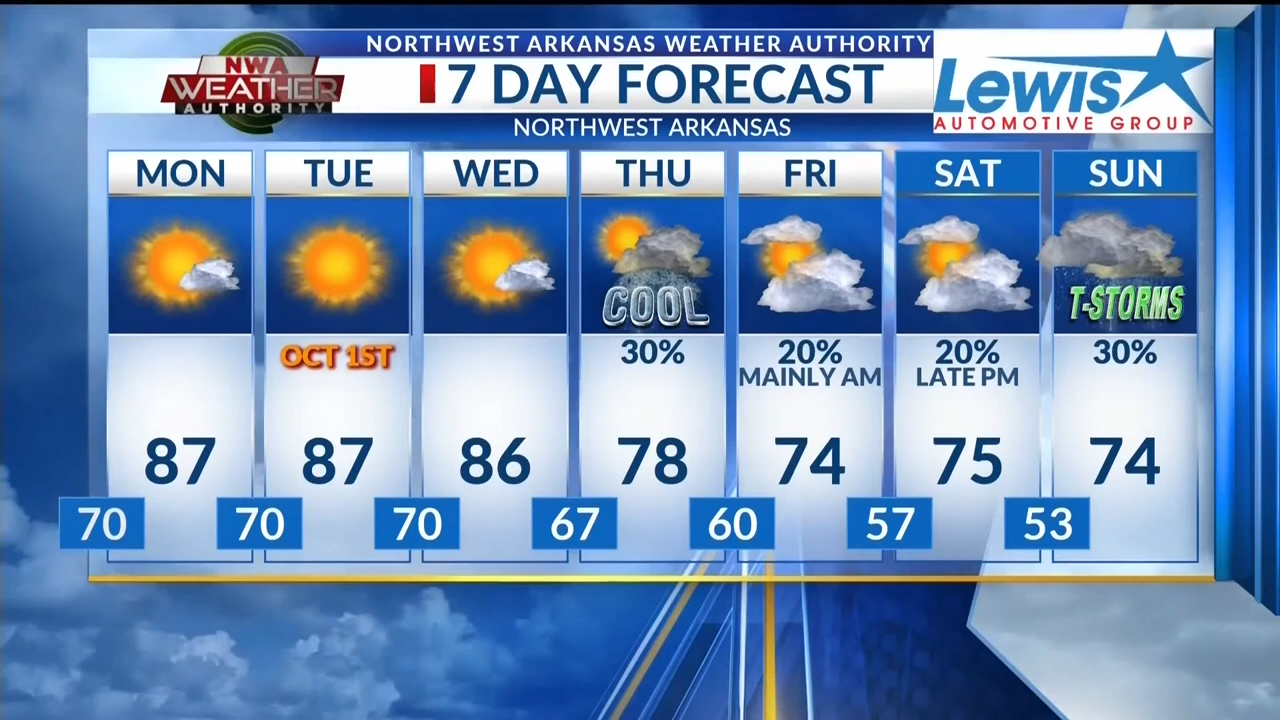 NORTHWEST ARKANSAS WEATHER AUTHORITY
NWA
WEATHER
AUTHORITY
7 DAY FORECAST
NORTHWEST ARKANSAS
Lewis
AUTOMOTIVE GROUP
MON TUE WED THU FRI SAT SUN
COOL T-STORMS
OCT 1ST 30% 20% 20% 30%
MAINLY AM LATE PM
87 87 86 78 74 75 74
70 70 70 67 60 57 53